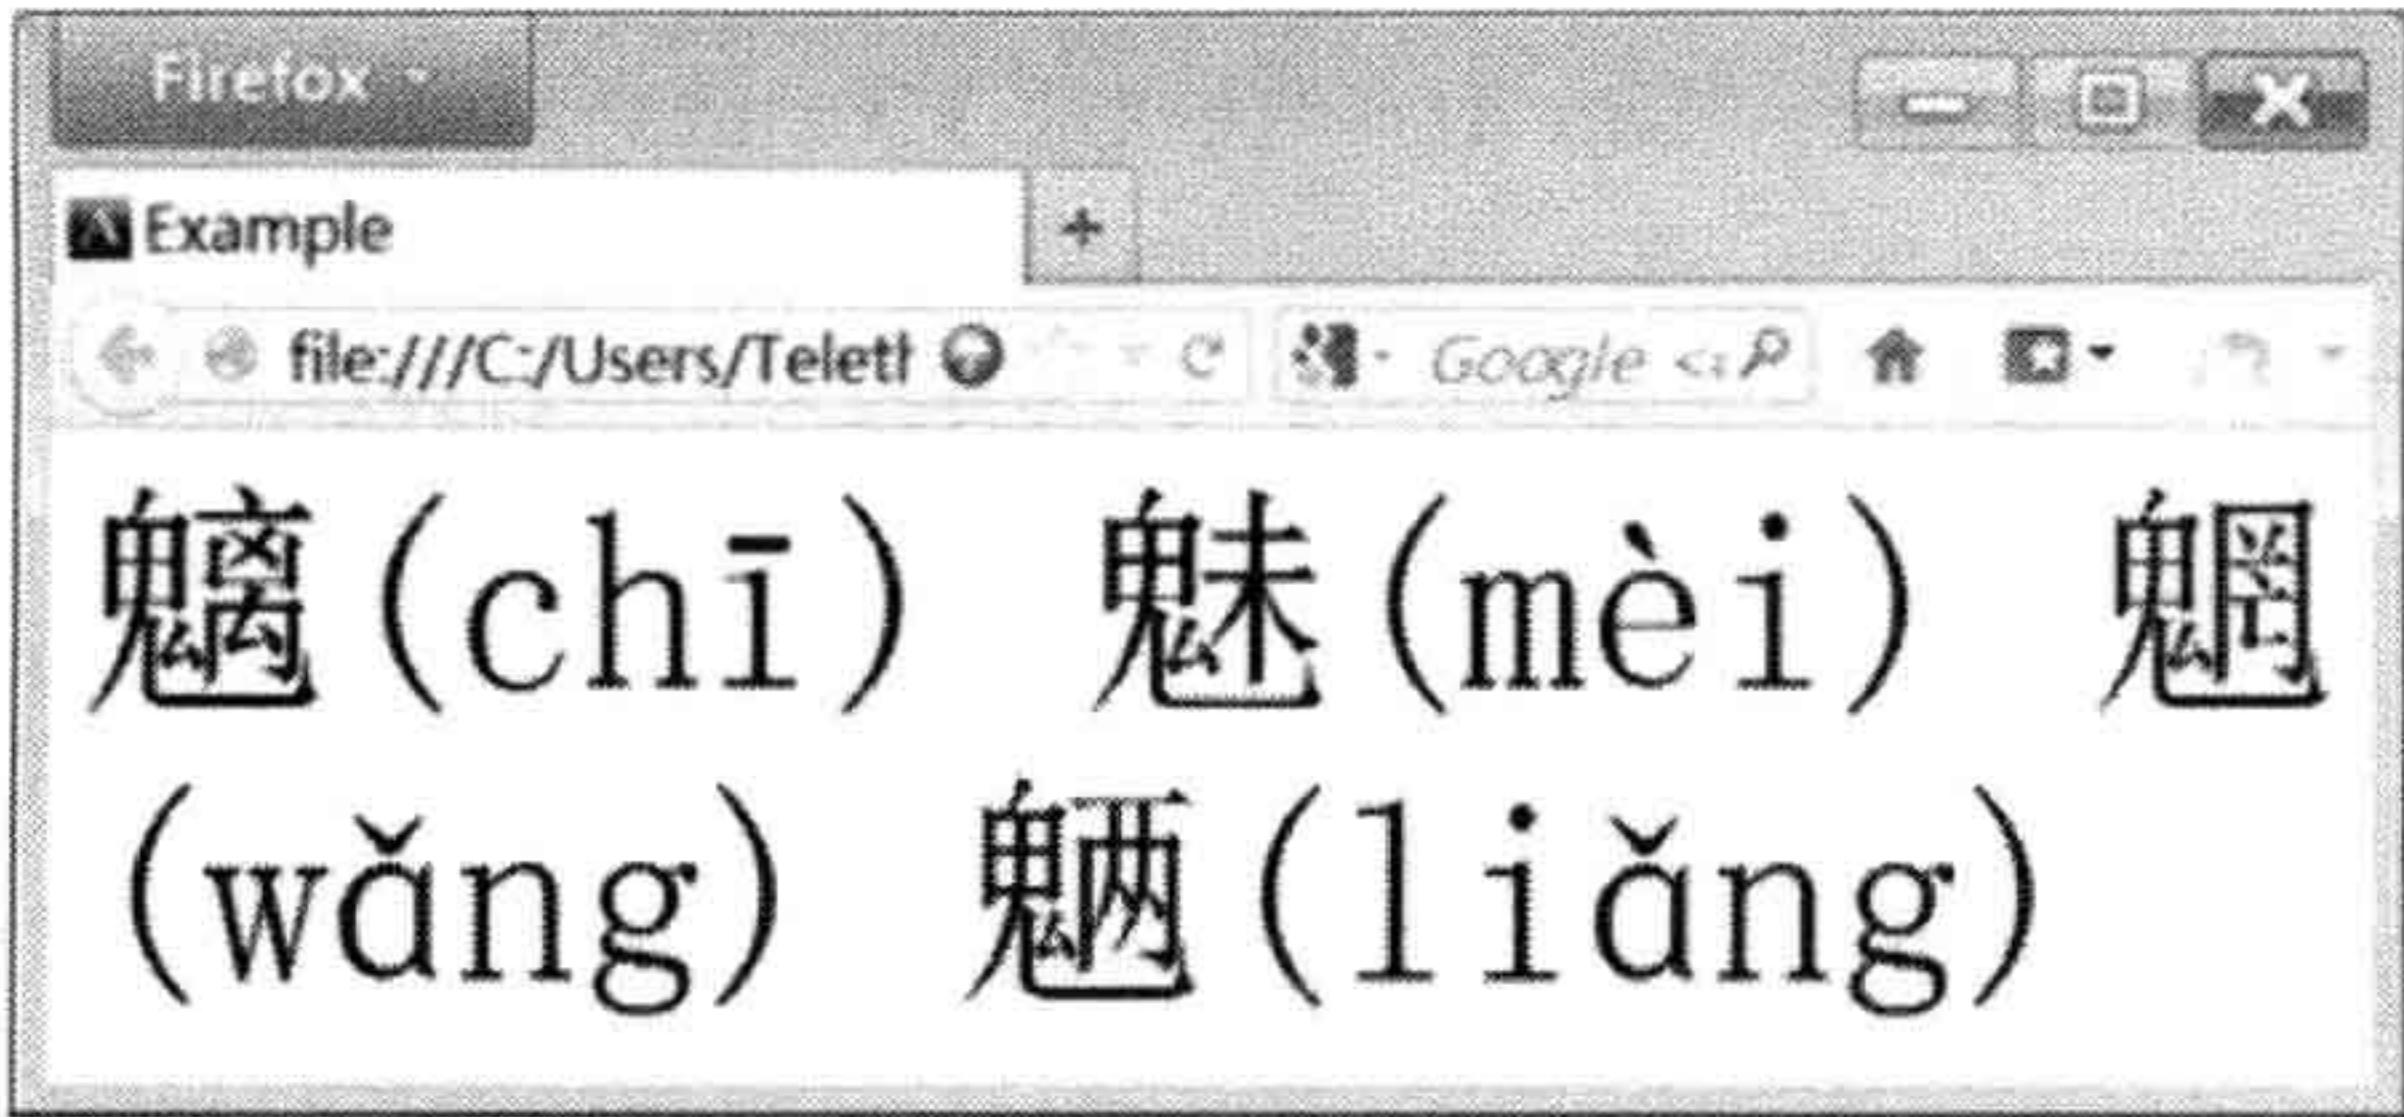 Firefox
Example
file:///C:/Users/Teletl
Google
魑(chī) 魅(mèi) 魍
(wǎng) 魉(liǎng)